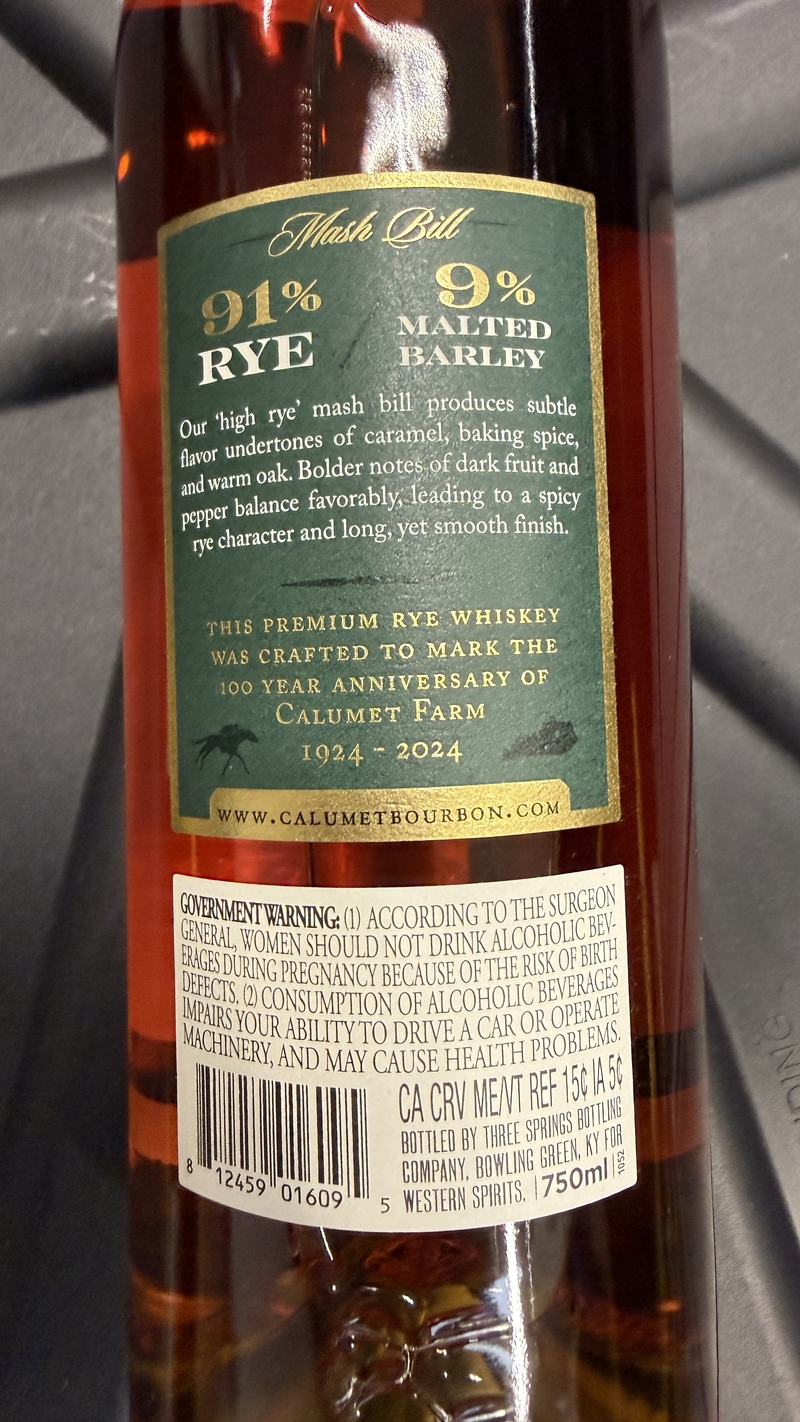 Mash Bill
91% 9%
RYE MALTED
BARLEY
Our ‘high rye’ mash bill produces subtle
flavor undertones of caramel, baking spice,
and warm oak. Bolder notes of dark fruit and
pepper balance favorably, leading to a spicy
rye character and long, yet smooth finish.
THIS PREMIUM RYE WHISKEY
WAS CRAFTED TO MARK THE
100 YEAR ANNIVERSARY OF
CALUMET FARM
1924 - 2024
WWW.CALUMETBOURBON.COM
GOVERNMENT WARNING: (1) ACCORDING TO THE SURGEON
GENERAL, WOMEN SHOULD NOT DRINK ALCOHOLIC BEV-
ERAGES DURING PREGNANCY BECAUSE OF THE RISK OF BIRTH
DEFECTS. (2) CONSUMPTION OF ALCOHOLIC BEVERAGES
IMPAIRS YOUR ABILITY TO DRIVE A CAR OR OPERATE
MACHINERY, AND MAY CAUSE HEALTH PROBLEMS.
CA CRV ME/VT REF 15¢ IA 5¢
BOTTLED BY THREE SPRINGS BOTTLING
COMPANY, BOWLING GREEN, KY FOR
WESTERN SPIRITS. 750ml 1052
8 12459 01609 5